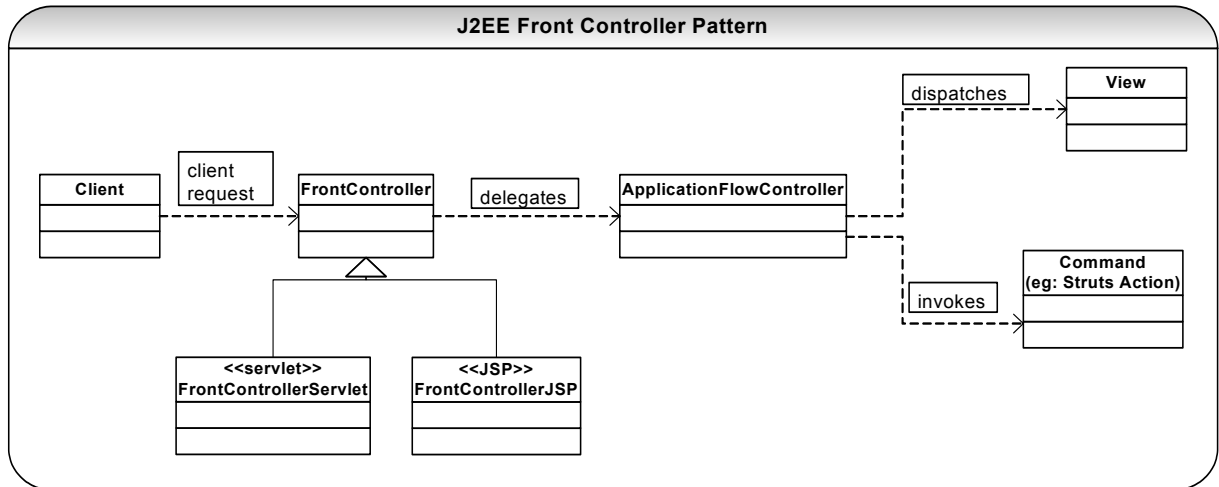 J2EE Front Controller Pattern
dispatches
View
client
request
Client
FrontController
delegates
ApplicationFlowController
Command
(eg: Struts Action)
invokes
<<servlet>>
FrontControllerServlet
<<JSP>>
FrontControllerJSP